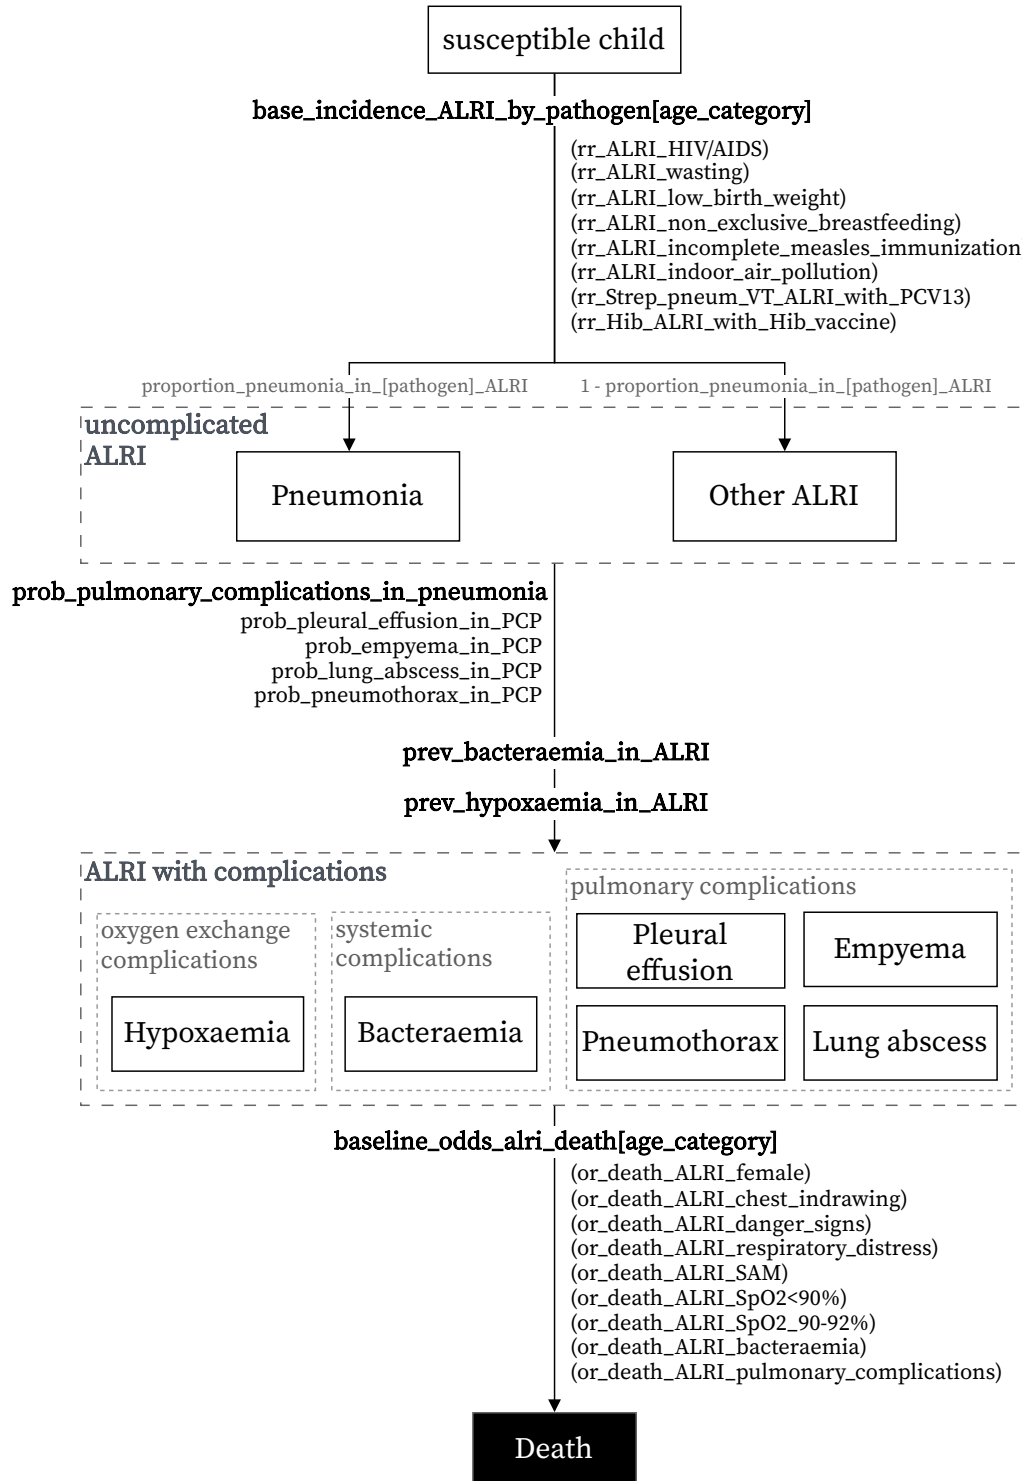 susceptible child
base_incidence_ALRI_by_pathogen[age_category]
(rr_ALRI_HIV/AIDS)
(rr_ALRI_wasting)
(rr_ALRI_low_birth_weight)
(rr_ALRI_non_exclusive_breastfeeding)
(rr_ALRI_incomplete_measles_immunization
(rr_ALRI_indoor_air_pollution)
(rr_Strep_pneum_VT_ALRI_with_PCV13)
(rr_Hib_ALRI_with_Hib_vaccine)
proportion_pneumonia_in_[pathogen]_ALRI
1 - proportion_pneumonia_in_[pathogen]_ALRI
uncomplicated
ALRI
Pneumonia
Other ALRI
prob_pulmonary_complications_in_pneumonia
prob_pleural_effusion_in_PCP
prob_empyema_in_PCP
prob_lung_abscess_in_PCP
prob_pneumothorax_in_PCP
prev_bacteraemia_in_ALRI
prev_hypoxaemia_in_ALRI
ALRI with complications
oxygen exchange
complications
Hypoxaemia
systemic
complications
Bacteraemia
pulmonary complications
Pleural
effusion
Empyema
Pneumothorax
Lung abscess
baseline_odds_alri_death[age_category]
(or_death_ALRI_female)
(or_death_ALRI_chest_indrawing)
(or_death_ALRI_danger_signs)
(or_death_ALRI_respiratory_distress)
(or_death_ALRI_SAM)
(or_death_ALRI_SpO2<90%)
(or_death_ALRI_SpO2_90-92%)
(or_death_ALRI_bacteraemia)
(or_death_ALRI_pulmonary_complications)
Death